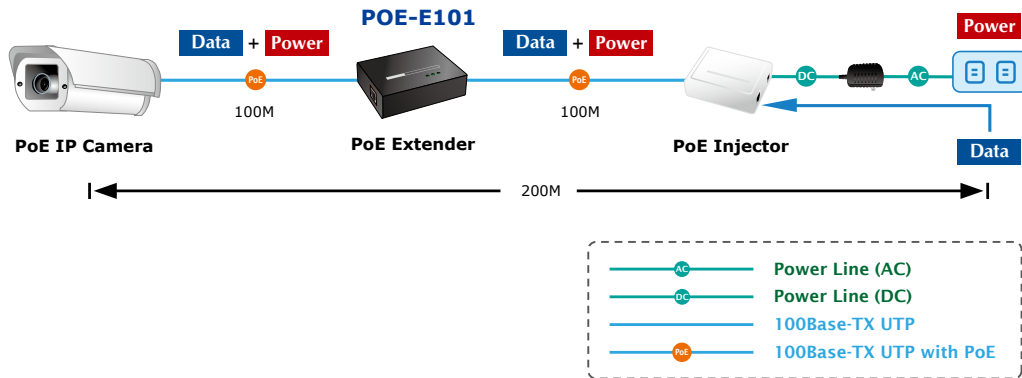 POE-E101
Data + Power
Data + Power
Power
PoE
PoE
DC
AC
100M
100M
PoE IP Camera
PoE Extender
PoE Injector
Data
200M
AC Power Line (AC)
DC Power Line (DC)
100Base-TX UTP
PoE 100Base-TX UTP with PoE